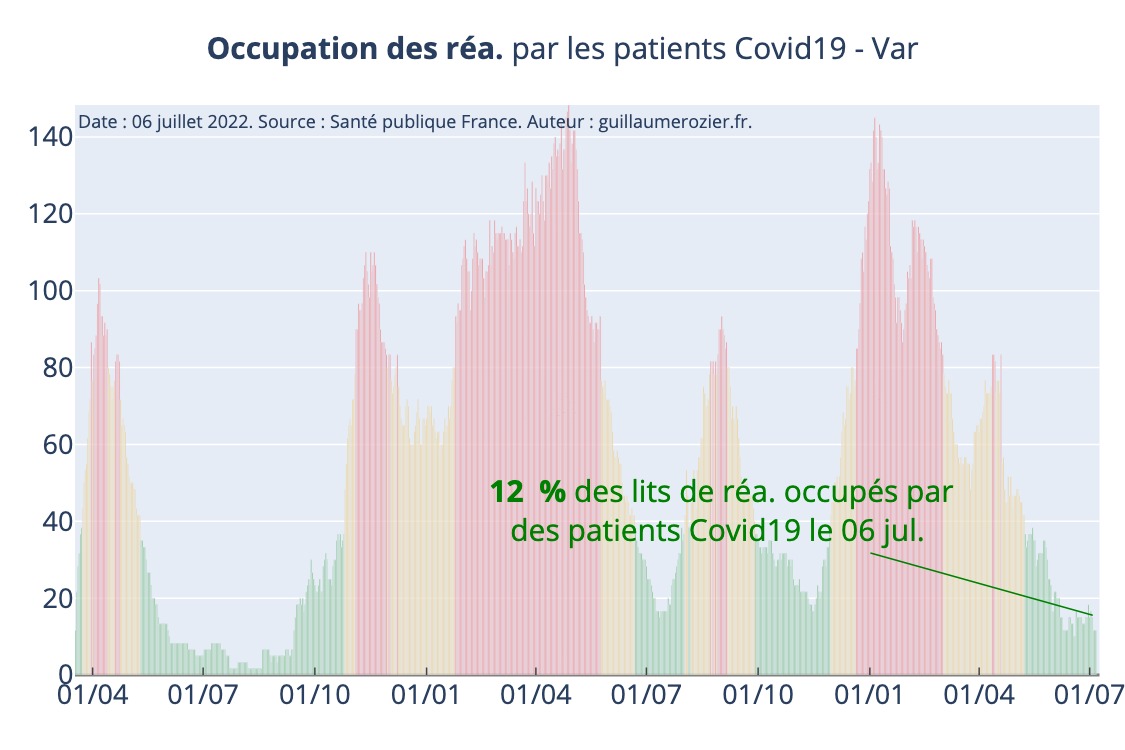 Occupation des réa. par les patients Covid19 - Var
Date : 06 juillet 2022. Source : Santé publique France. Auteur : guillaumerozier.fr.
140
120
100
80
60
12 % des lits de réa. occupés par
des patients Covid19 le 06 jul.
40
20
0
01/04 01/07 01/10 01/01 01/04 01/07 01/10 01/01 01/04 01/07